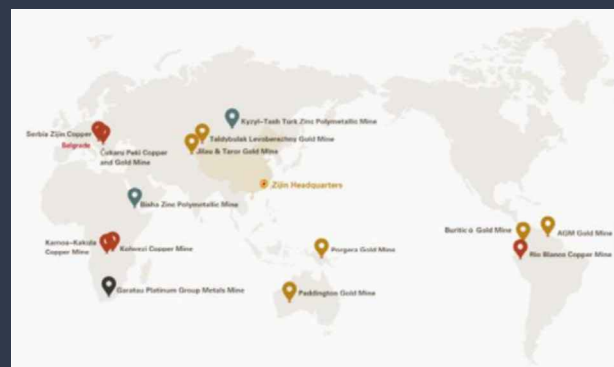 Kyzyl-Tash Turk Zinc Polymetallic Mine
Serbia Zijin Copper
Belgrade
Čukaru Peki Copper
and Gold Mine
Taldybulak Levoberezhny Gold Mine
Jilau & Taror Gold Mine
Zijin Headquarters
Bisha Zinc Polymetallic Mine
Buriticá Gold Mine
AGM Gold Mine
Kamoa-Kakula
Copper Mine
Kolwezi Copper Mine
Porgera Gold Mine
Rio Blanco Copper Mine
Garatau Platinum Group Metals Mine
Paddington Gold Mine